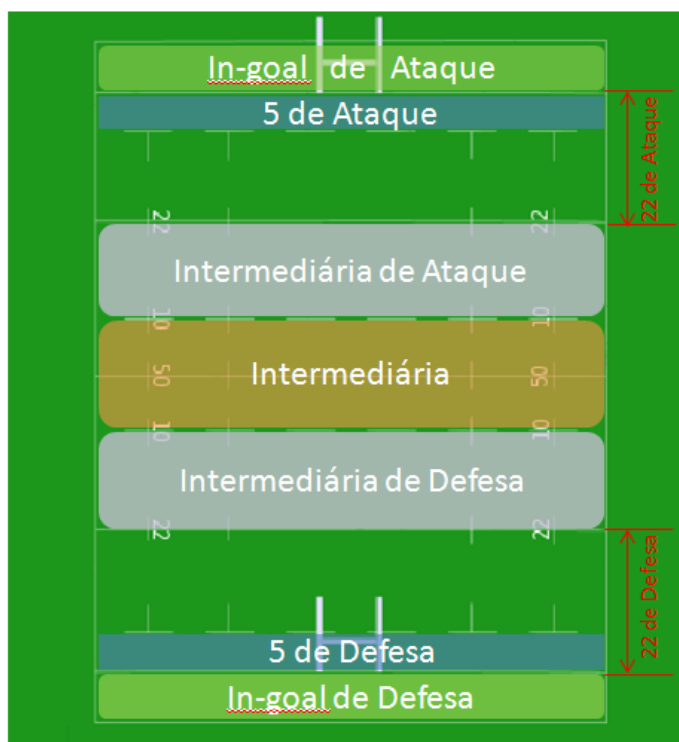 In-goal de Ataque
5 de Ataque
22 de Ataque
22 22
Intermediária de Ataque
10 10
50 Intermediária 50
10 10
Intermediária de Defesa
22 22
22 de Defesa
5 de Defesa
In-goal de Defesa